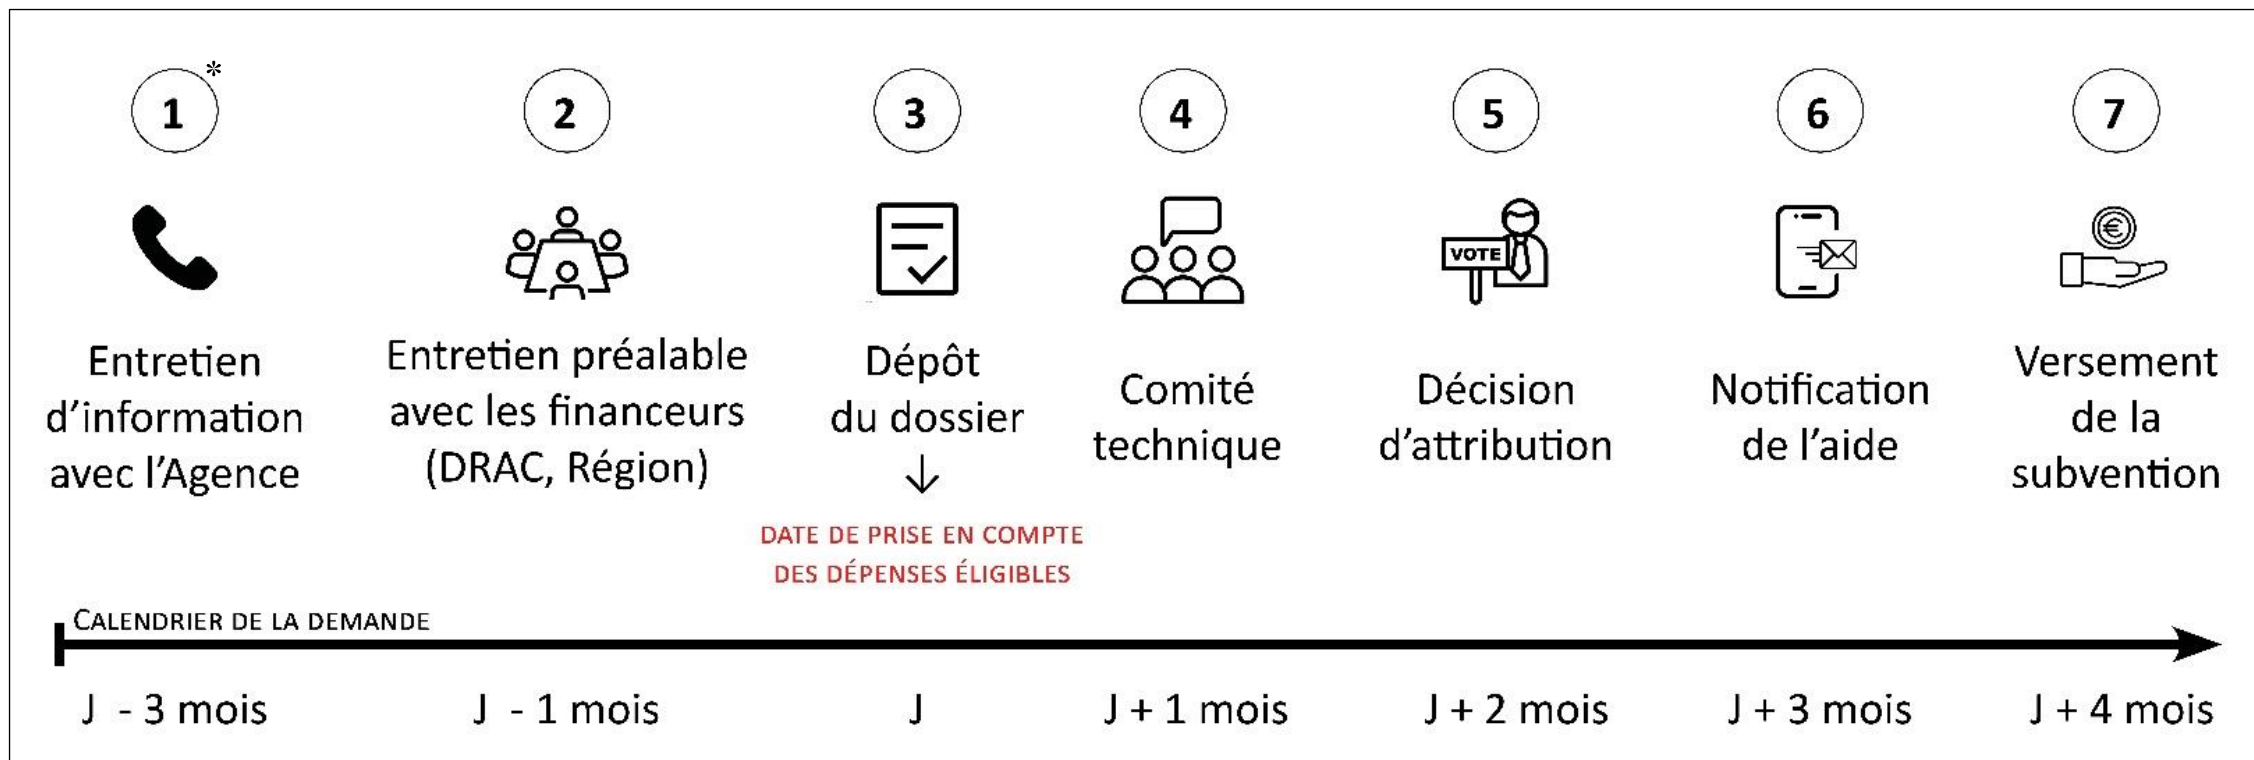 1*
2
3
4
5
6
7
VOTE
€
Entretien
d'information
avec l'Agence
Entretien préalable
avec les financeurs
(DRAC, Région)
Dépôt
du dossier
↓
DATE DE PRISE EN COMPTE
DES DÉPENSES ÉLIGIBLES
Comité
technique
Décision
d'attribution
Notification
de l'aide
Versement
de la
subvention
CALENDRIER DE LA DEMANDE
J - 3 mois
J - 1 mois
J
J + 1 mois
J + 2 mois
J + 3 mois
J + 4 mois